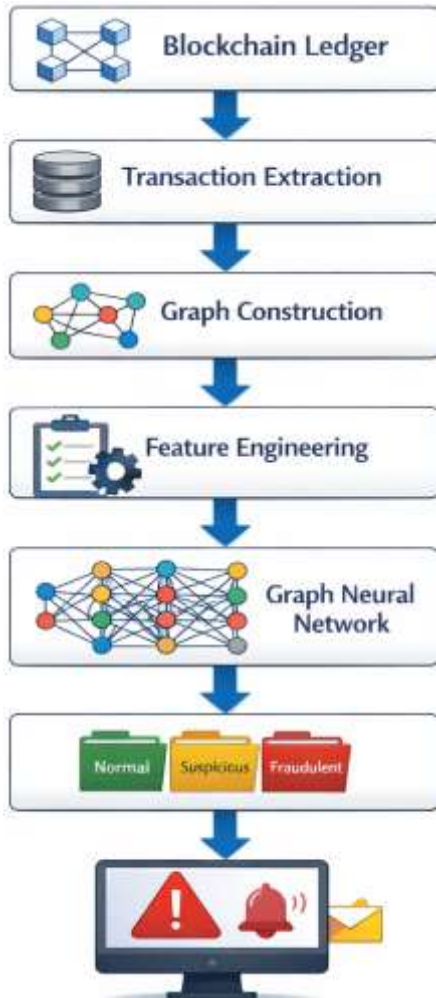 Blockchain Ledger
Transaction Extraction
Graph Construction
Feature Engineering
Graph Neural
Network
Normal Suspicious Fraudulent
!